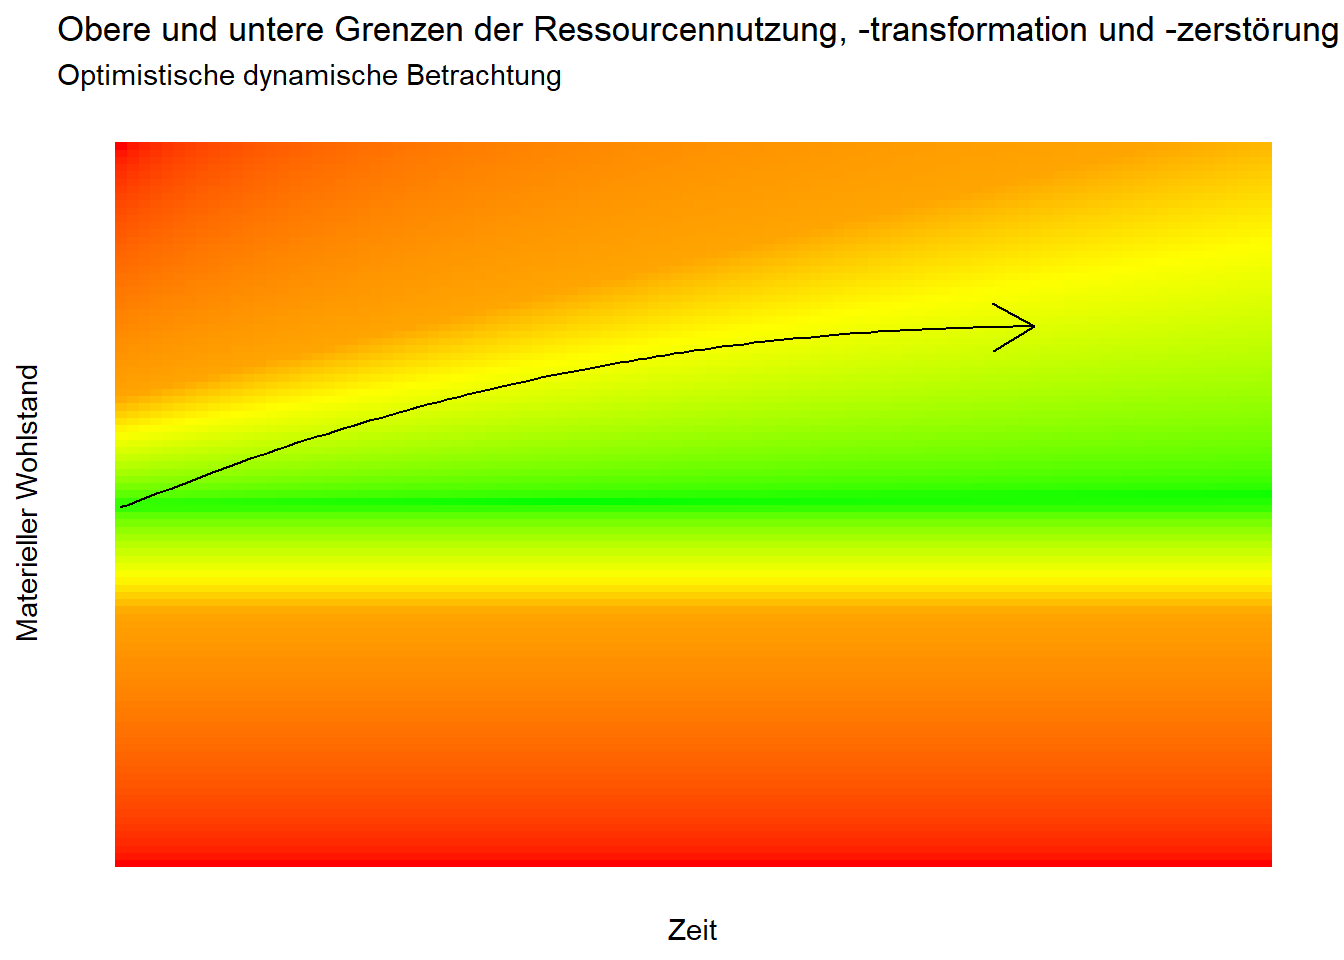 Obere und untere Grenzen der Ressourcennutzung, -transformation und -zerstörung
Optimistische dynamische Betrachtung
Materieller Wohlstand
Zeit